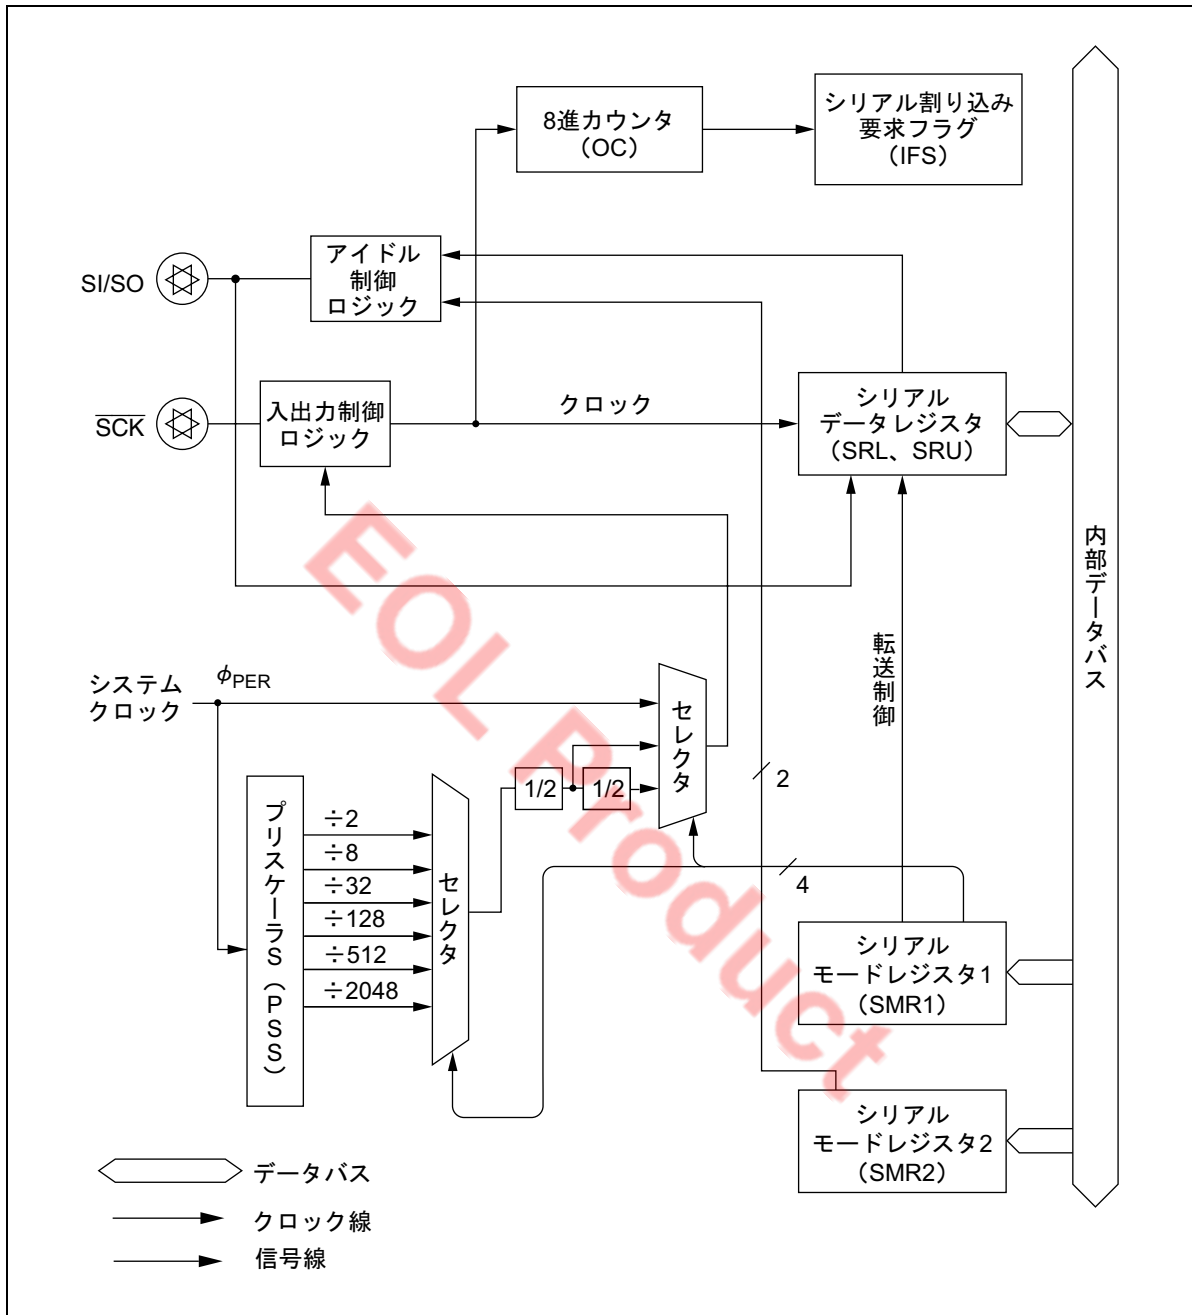 8進カウンタ
（OC）
シリアル割り込み
要求フラグ
（IFS）
SI/SO
アイドル
制御
ロジック
SCK
入出力制御
ロジック
クロック
シリアル
データレジスタ
（SRL、SRU）
内部データバス
転送制御
システム
クロック
ϕPER
セレクタ
1/2
1/2
2
4
プリスケーラS（PSS）
÷2
÷8
÷32
÷128
÷512
÷2048
セレクタ
シリアル
モードレジスタ1
（SMR1）
シリアル
モードレジスタ2
（SMR2）
データバス
クロック線
信号線
EOL Product